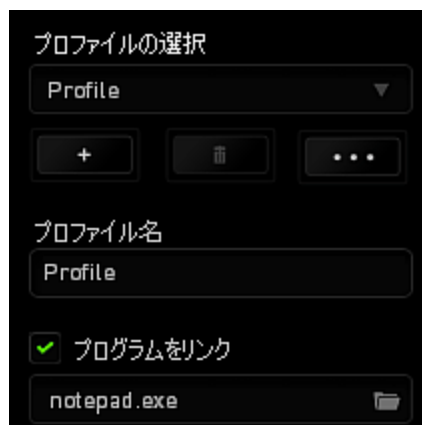 プロファイルの選択
Profile
+
•••
プロファイル名
Profile
プログラムをリンク
notepad.exe